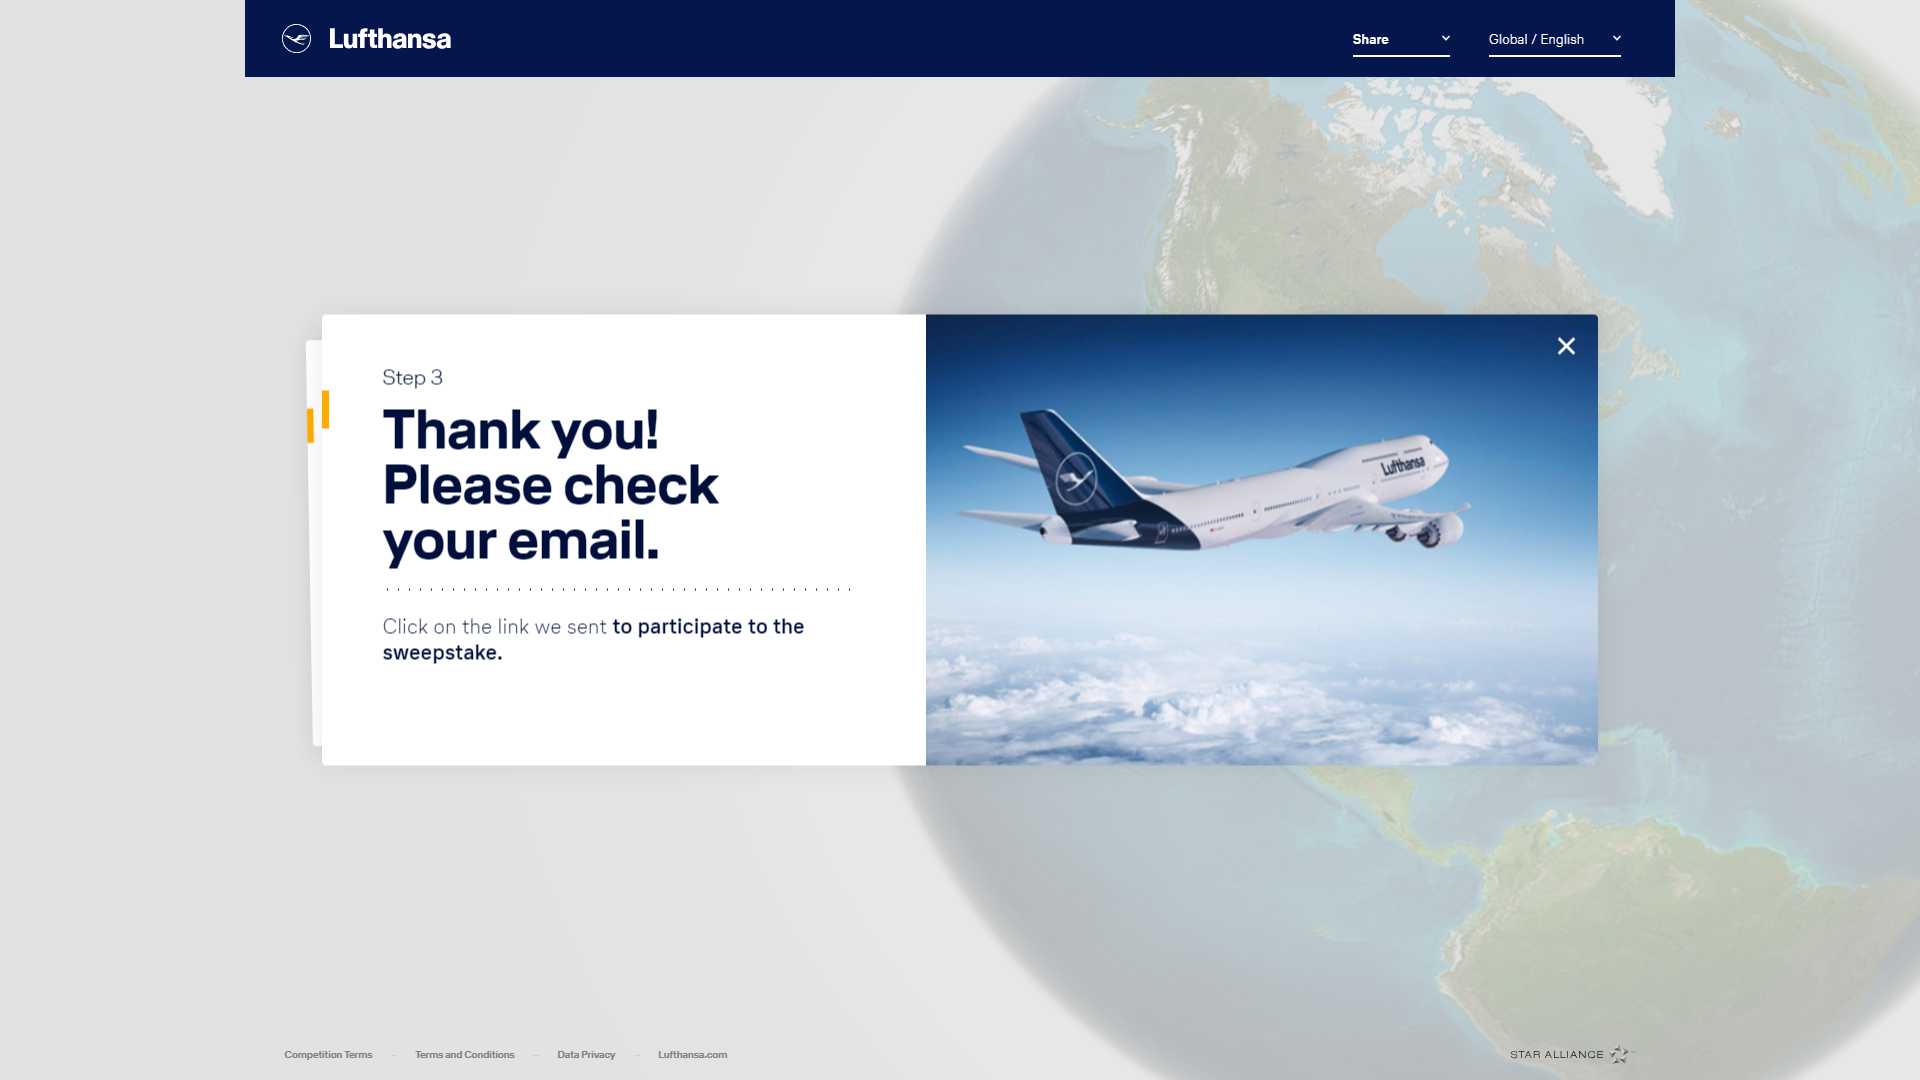 Lufthansa
Share
Global / English
Step 3
Thank you!
Please check
your email.
Click on the link we sent to participate to the
sweepstake.
Lufthansa
Competition Terms – Terms and Conditions – Data Privacy – Lufthansa.com
STAR ALLIANCE